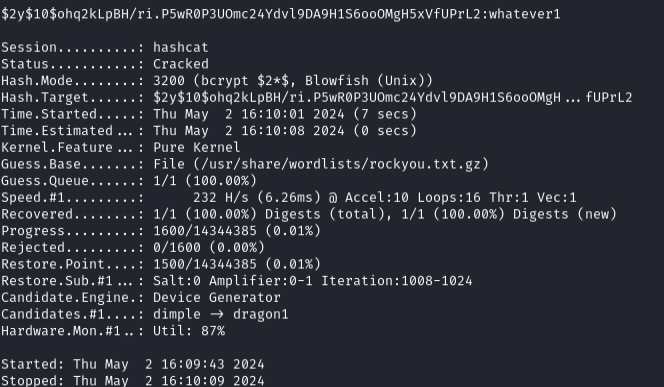 $2y$10$ohq2kLpBH/ri.P5wR0P3UOmc24Ydvl9DA9H1S6ooOMgH5xVfUPrL2:whatever1
Session..........: hashcat
Status...........: Cracked
Hash.Mode........: 3200 (bcrypt $2*$, Blowfish (Unix))
Hash.Target......: $2y$10$ohq2kLpBH/ri.P5wR0P3UOmc24Ydvl9DA9H1S6ooOMgH...fUPrL2
Time.Started.....: Thu May  2 16:10:01 2024 (7 secs)
Time.Estimated...: Thu May  2 16:10:08 2024 (0 secs)
Kernel.Feature...: Pure Kernel
Guess.Base.......: File (/usr/share/wordlists/rockyou.txt.gz)
Guess.Queue......: 1/1 (100.00%)
Speed.#1.........:      232 H/s (6.26ms) @ Accel:10 Loops:16 Thr:1 Vec:1
Recovered........: 1/1 (100.00%) Digests (total), 1/1 (100.00%) Digests (new)
Progress.........: 1600/14344385 (0.01%)
Rejected.........: 0/1600 (0.00%)
Restore.Point....: 1500/14344385 (0.01%)
Restore.Sub.#1...: Salt:0 Amplifier:0-1 Iteration:1008-1024
Candidate.Engine.: Device Generator
Candidates.#1....: dimple -> dragon1
Hardware.Mon.#1..: Util: 87%
Started: Thu May  2 16:09:43 2024
Stopped: Thu May  2 16:10:09 2024